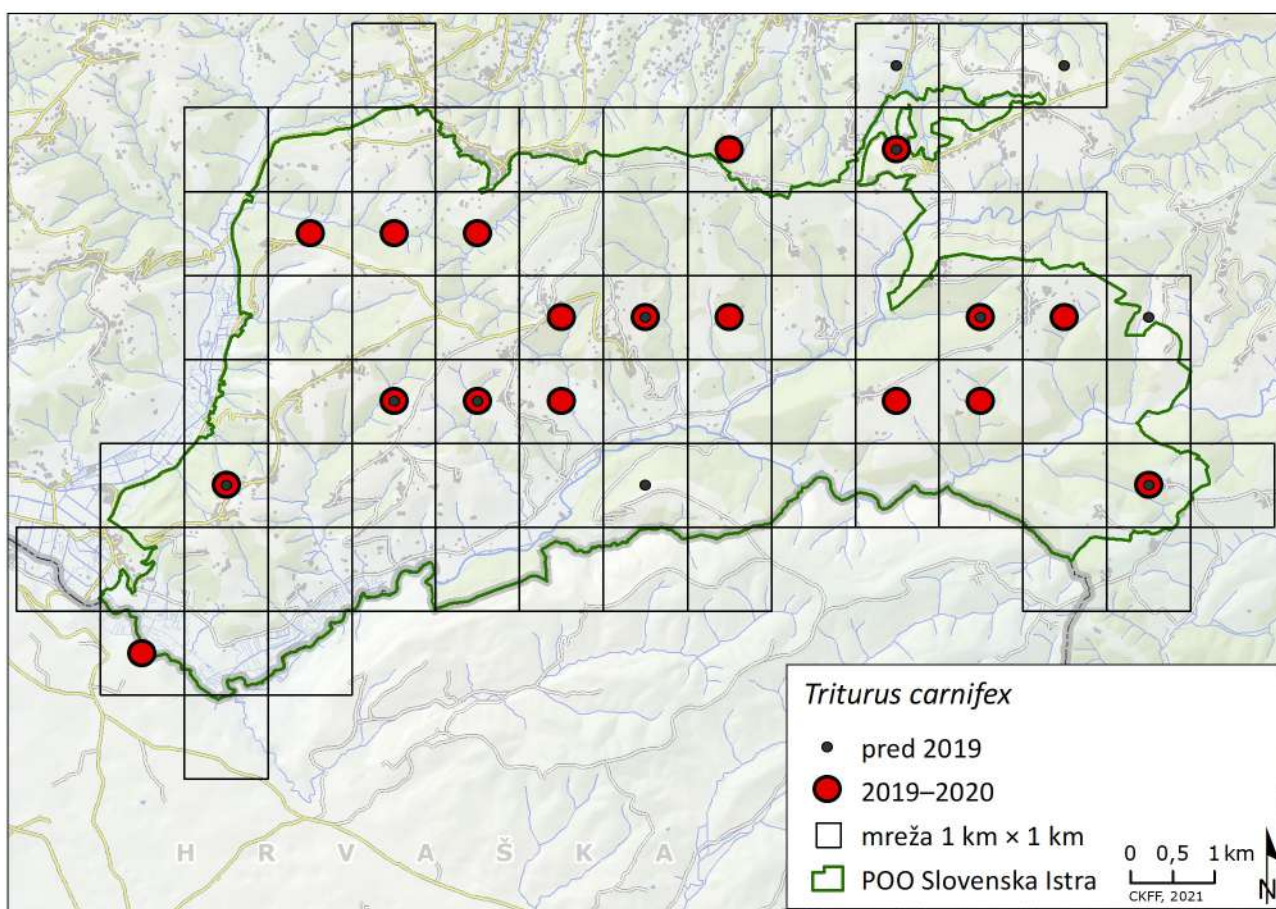 HRVAŠKA
Triturus carnifex
pred 2019
2019–2020
mreža 1 km × 1 km
POO Slovenska Istra
0 0,5 1 km
CKFF, 2021
N